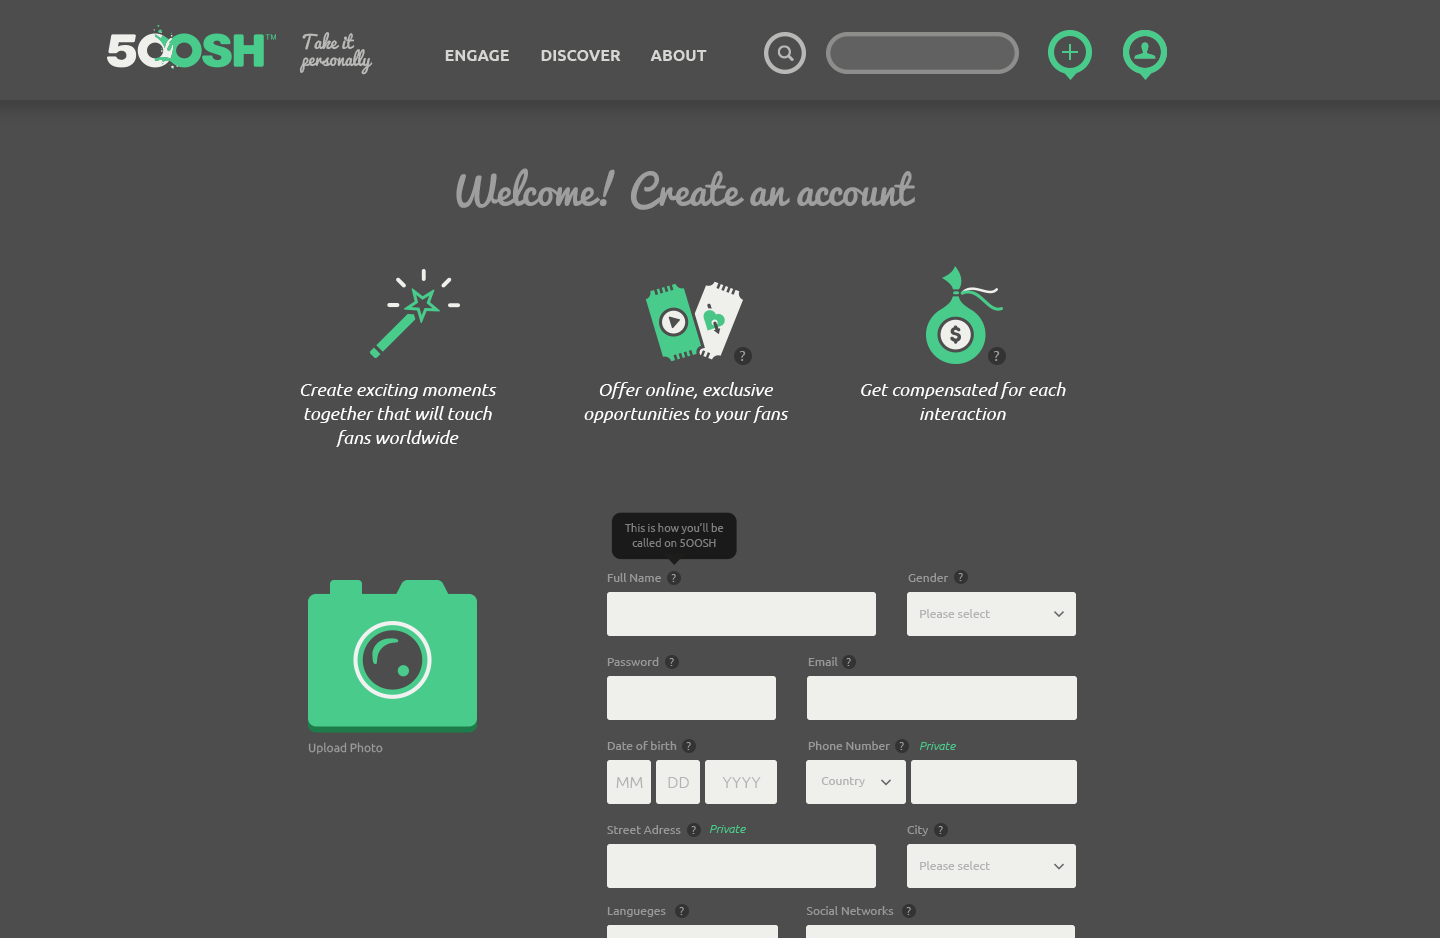 5OOSH™
Take it
personally
ENGAGE DISCOVER ABOUT
Welcome! Create an account
Create exciting moments
together that will touch
fans worldwide
?
Offer online, exclusive
opportunities to your fans
$
?
Get compensated for each
interaction
This is how you'll be
called on 5OOSH
Upload Photo
Full Name ?
Gender ?
Please select
Password ?
Email ?
Date of birth ?
MM DD YYYY
Phone Number ? Private
Country
Street Adress ? Private
City ?
Please select
Langueges ?
Social Networks ?